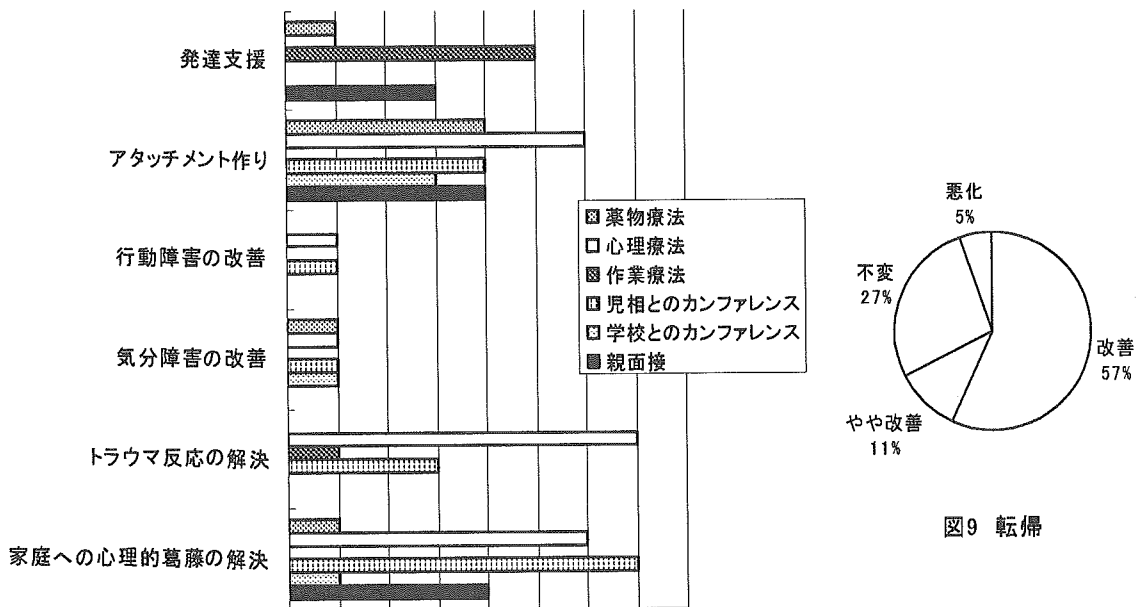 発達支援
アタッチメント作り
行動障害の改善
気分障害の改善
トラウマ反応の解決
家庭への心理的葛藤の解決
薬物療法
心理療法
作業療法
児相とのカンファレンス
学校とのカンファレンス
親面接
悪化
5%
不変
27%
改善
57%
やや改善
11%
図9 転帰